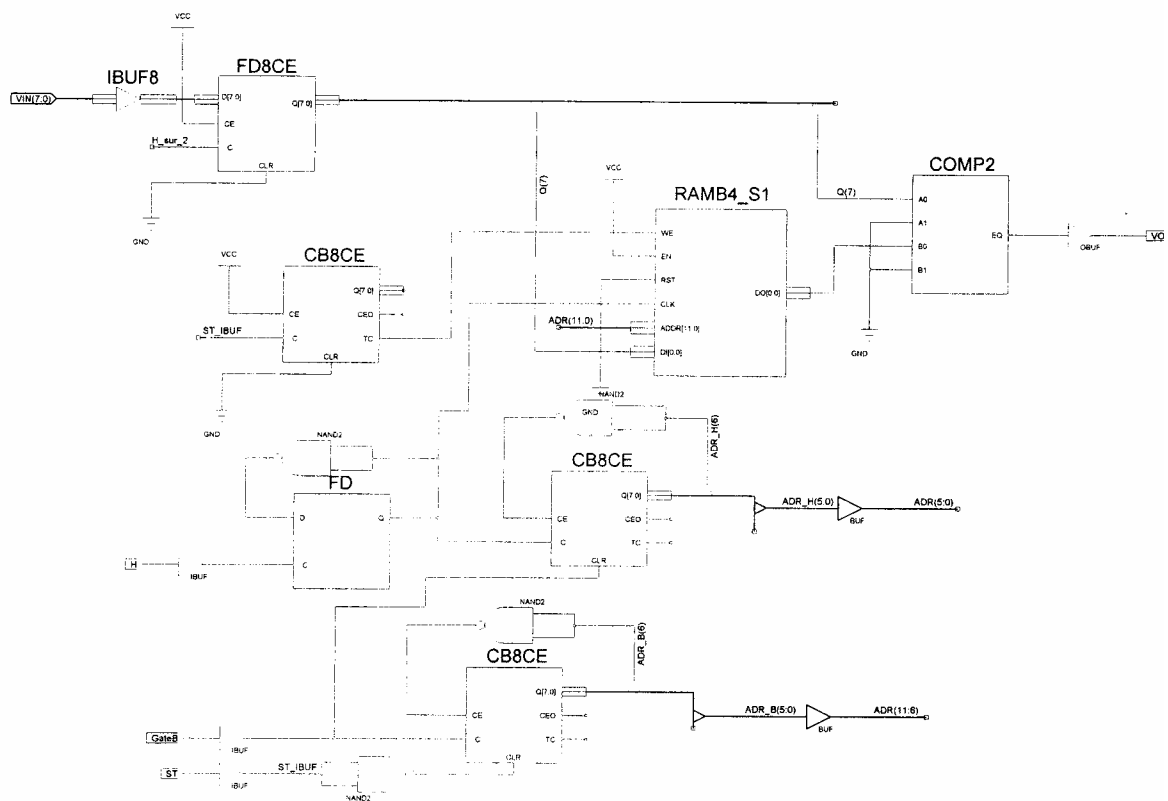 VCC
IBUF8
FD8CE
VIN(7:0)
D[7:0]
Q[7:0]
CE
H_sur_2
C
CLR
GND
Q(7)
VCC
RAMB4_S1
WE
EN
RST
CLK
ADR(11:0)
ADDR[11:0]
DI[0:0]
DO[0:0]
COMP2
Q(7)
A0
A1
B0
B1
EQ
OBUF
GND
VCC
CB8CE
Q[7:0]
CE
CEO
ST_IBUF
C
TC
CLR
GND
NAND2
GND
ADR_H(6)
NAND2
FD
D
Q
C
H
IBUF
CB8CE
Q[7:0]
CE
CEO
C
TC
CLR
ADR_H(5:0)
BUF
ADR(5:0)
NAND2
ADR_B(6)
CB8CE
Q[7:0]
CE
CEO
C
TC
CLR
ADR_B(5:0)
BUF
ADR(11:6)
GateB
IBUF
ST
IBUF
ST_IBUF
NAND2